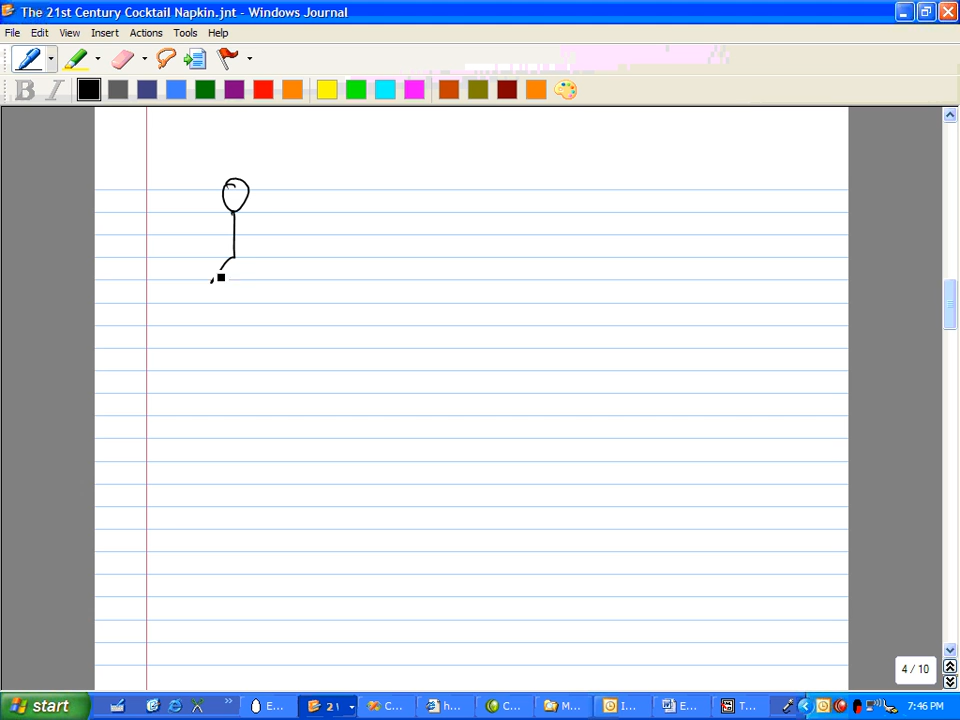 The 21st Century Cocktail Napkin.jnt - Windows Journal
File Edit View Insert Actions Tools Help
B I
4 / 10
start E... 21 C... h... C... M... I... E... T... 7:46 PM